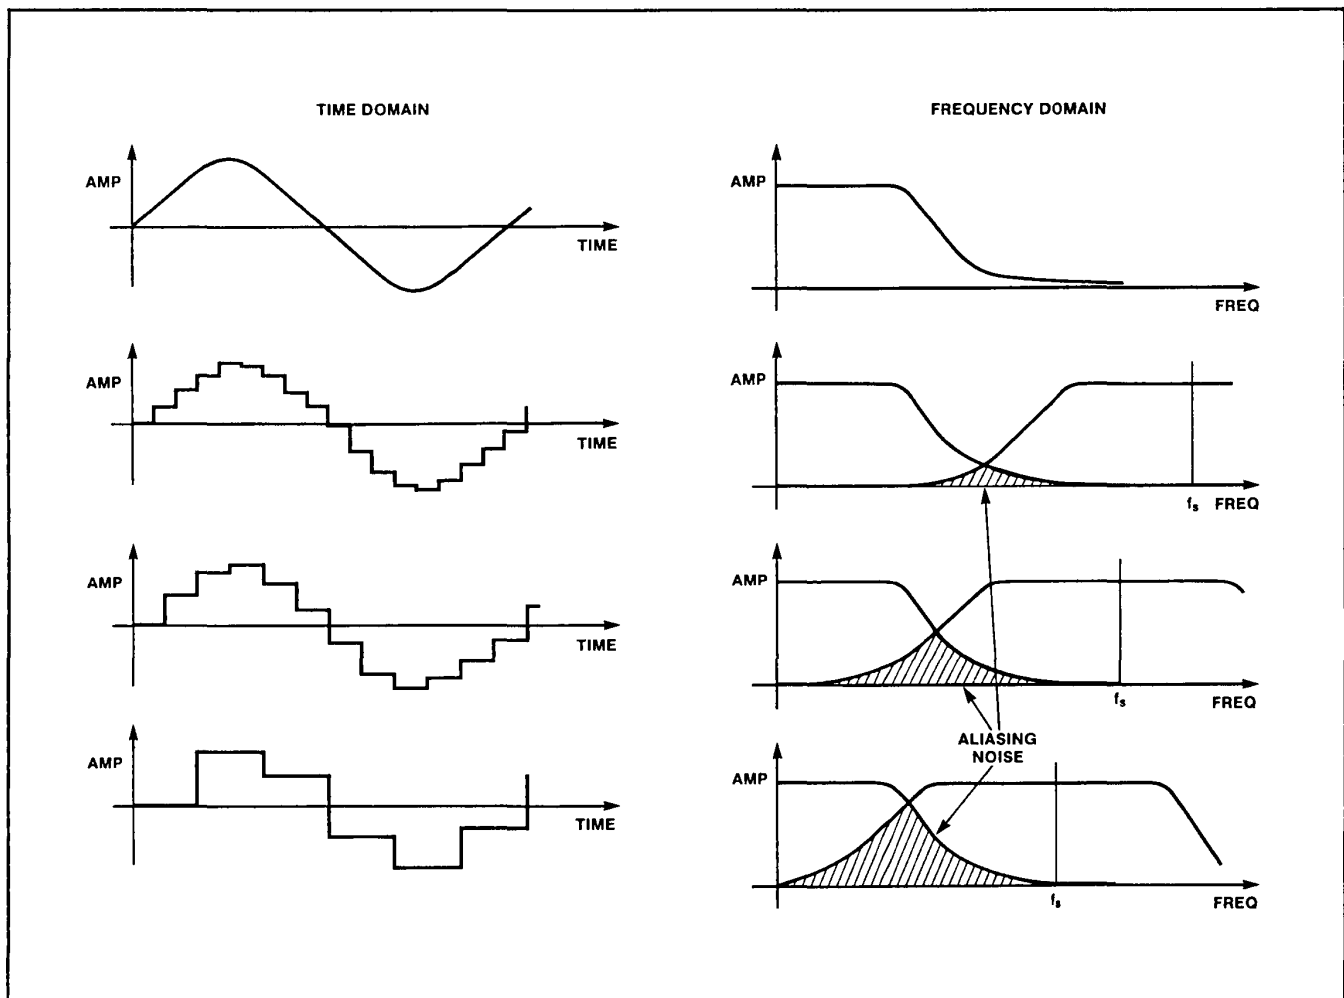 TIME DOMAIN
FREQUENCY DOMAIN
AMP
TIME
AMP
FREQ
AMP
TIME
AMP
fs FREQ
AMP
TIME
AMP
fs
FREQ
ALIASING
NOISE
AMP
TIME
AMP
fs
FREQ